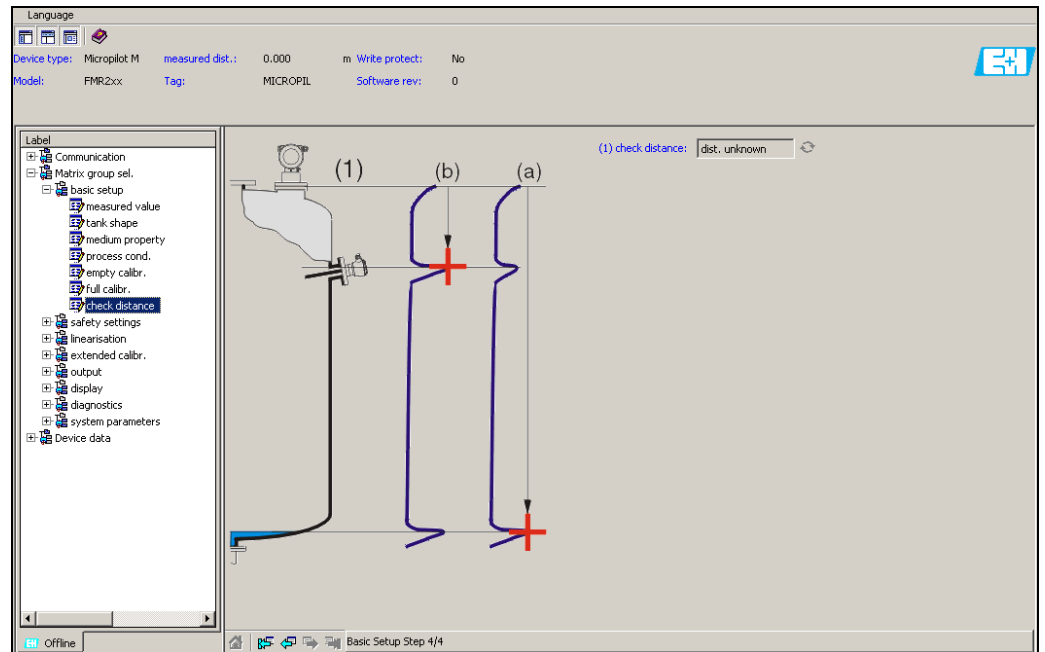 Language
Device type: Micropilot M measured dist.: 0.000 m Write protect: No
Model: FMR2xx Tag: MICROPIL Software rev: 0
E+H
Label
Communication
Matrix group sel.
basic setup
measured value
tank shape
medium property
process cond.
empty calibr.
full calibr.
check distance
safety settings
linearisation
extended calibr.
output
display
diagnostics
system parameters
Device data
(1) (b) (a)
(1) check distance: dist. unknown
Offline
Basic Setup Step 4/4